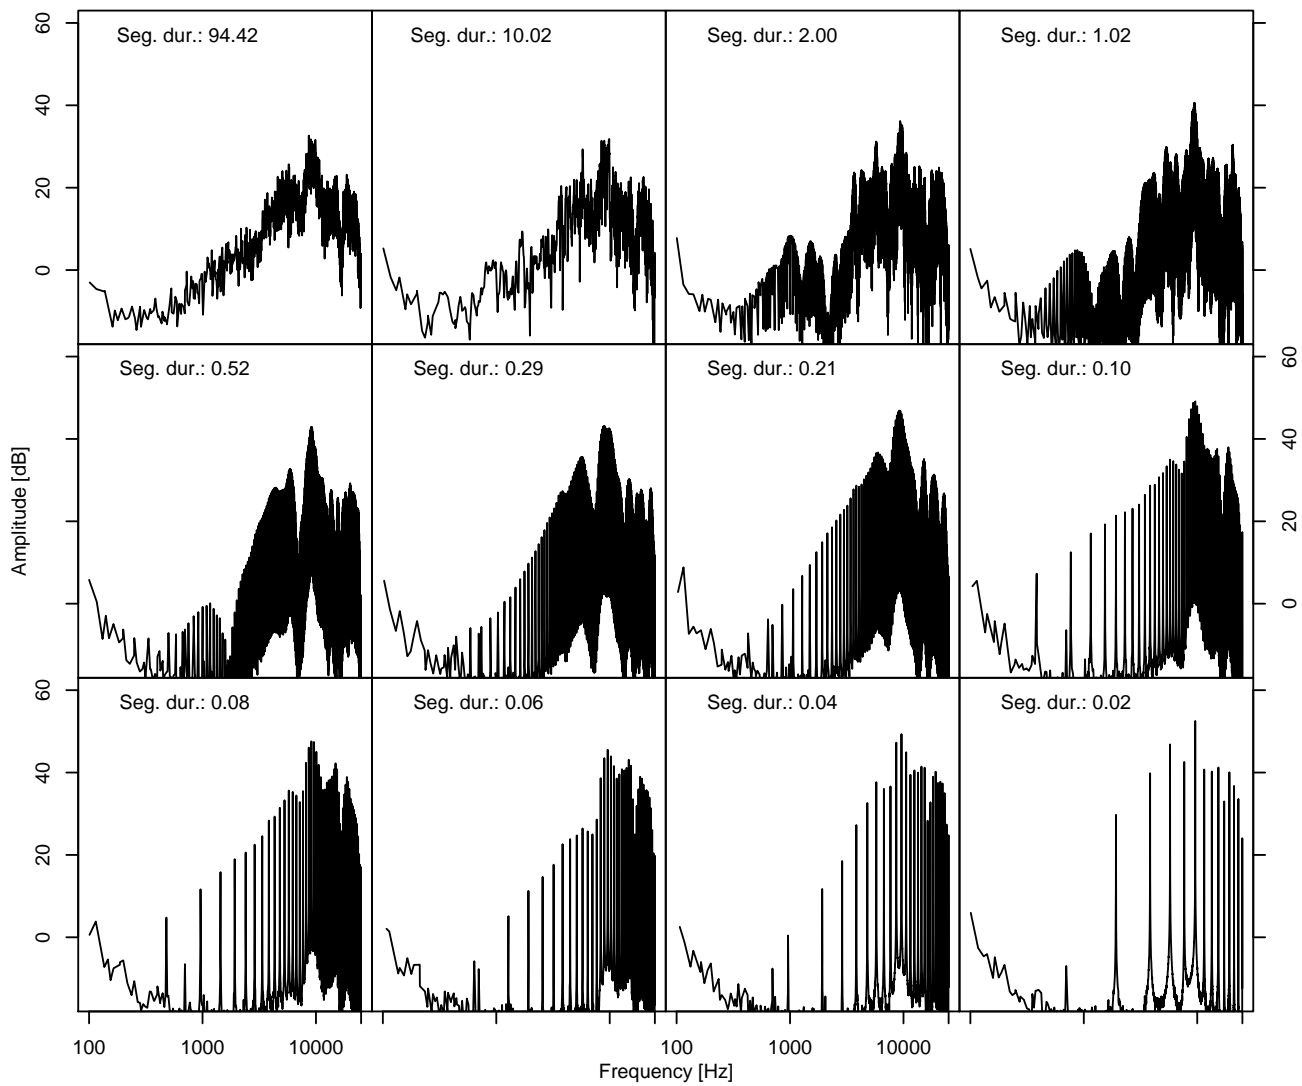 60
Seg. dur.: 94.42
Seg. dur.: 10.02
Seg. dur.: 2.00
Seg. dur.: 1.02
40
20
0
Seg. dur.: 0.52
Seg. dur.: 0.29
Seg. dur.: 0.21
Seg. dur.: 0.10
60
40
20
0
Amplitude [dB]
60
Seg. dur.: 0.08
Seg. dur.: 0.06
Seg. dur.: 0.04
Seg. dur.: 0.02
40
20
0
100 1000 10000 100 1000 10000
Frequency [Hz]